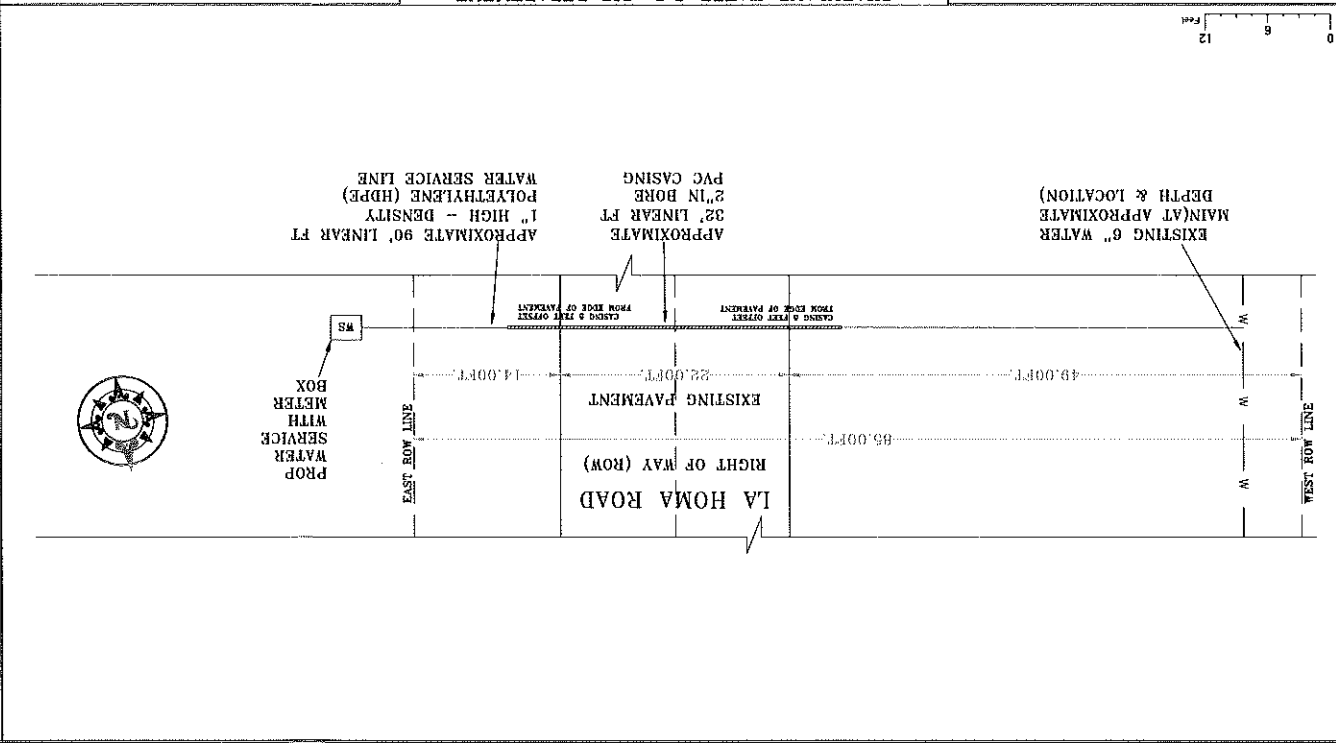 LA HOMA ROAD
RIGHT OF WAY (ROW)
85.00FT.
EXISTING PAVEMENT
49.00FT.
22.00FT.
14.00FT.
WEST ROW LINE
EAST ROW LINE
W
W
W
PROP
WATER
SERVICE
WITH
METER
BOX
WS
N
CASING 5 FEET OFFSET
FROM EDGE OF PAVEMENT
CASING 5 FEET OFFSET
FROM EDGE OF PAVEMENT
EXISTING 6" WATER
MAIN(AT APPROXIMATE
DEPTH & LOCATION)
APPROXIMATE
32' LINEAR FT
2"IN BORE
PVC CASING
APPROXIMATE 90' LINEAR FT
1" HIGH - DENSITY
POLYETHYLENE (HDPE)
WATER SERVICE LINE
0 6 12
Feet